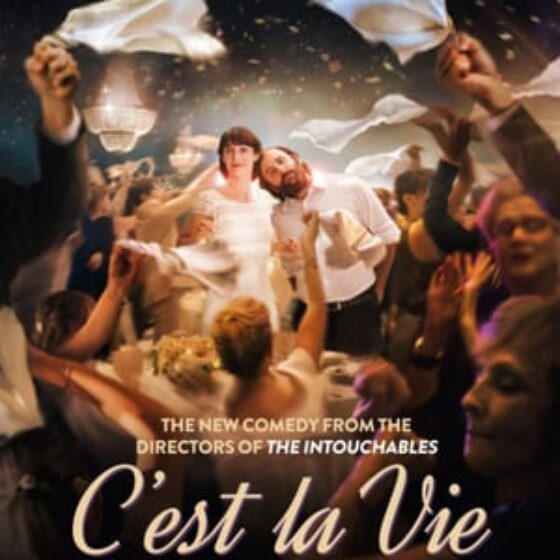 THE NEW COMEDY FROM THE
DIRECTORS OF THE INTOUCHABLES
C'est la Vie